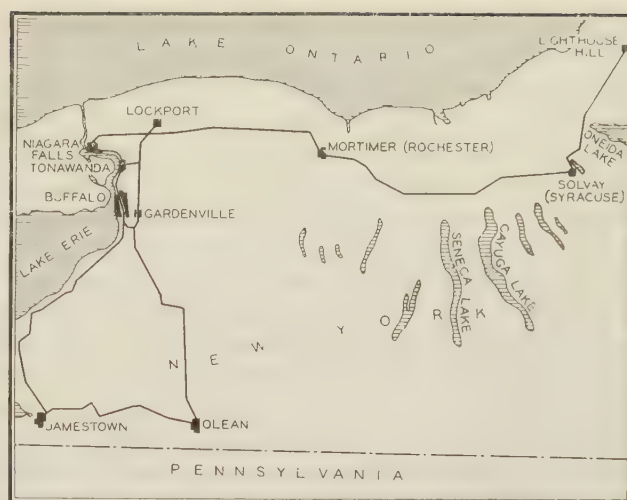 LAKE ONTARIO
LIGHTHOUSE
HILL
LOCKPORT
NIAGARA
FALLS
TONAWANDA
MORTIMER (ROCHESTER)
ONEIDA
LAKE
SOLVAY
(SYRACUSE)
BUFFALO
GARDENVILLE
LAKE ERIE
SENECA
LAKE
CAYUGA LAKE
NEW YORK
JAMESTOWN
OLEAN
PENNSYLVANIA